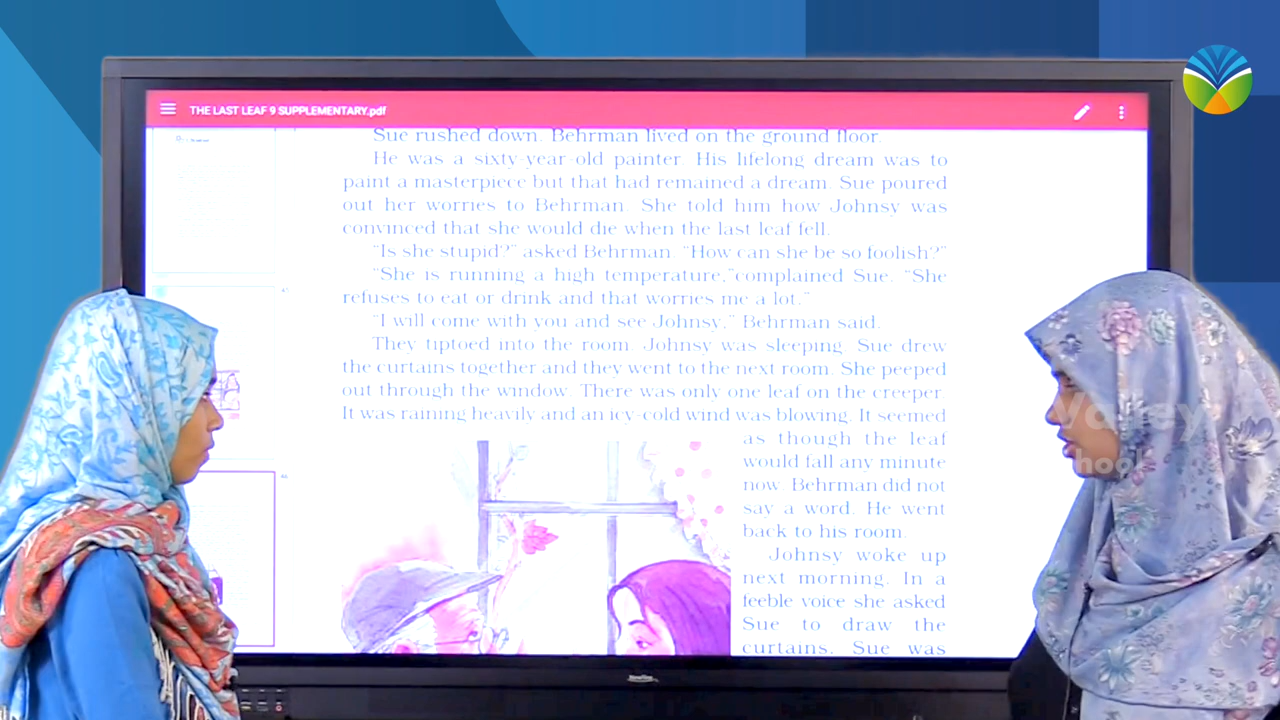 THE LAST LEAF 9 SUPPLEMENTARY.pdf
Sue rushed down. Behrman lived on the ground floor.
He was a sixty-year-old painter. His lifelong dream was to
paint a masterpiece but that had remained a dream. Sue poured
out her worries to Behrman. She told him how Johnsy was
convinced that she would die when the last leaf fell.
"Is she stupid?" asked Behrman. "How can she be so foolish?"
"She is running a high temperature,"complained Sue. "She
refuses to eat or drink and that worries me a lot."
"I will come with you and see Johnsy," Behrman said.
They tiptoed into the room. Johnsy was sleeping. Sue drew
the curtains together and they went to the next room. She peeped
out through the window. There was only one leaf on the creeper.
It was raining heavily and an icy-cold wind was blowing. It seemed
as though the leaf
would fall any minute
now. Behrman did not
say a word. He went
back to his room.
Johnsy woke up
next morning. In a
feeble voice she asked
Sue to draw the
curtains. Sue was
Valley